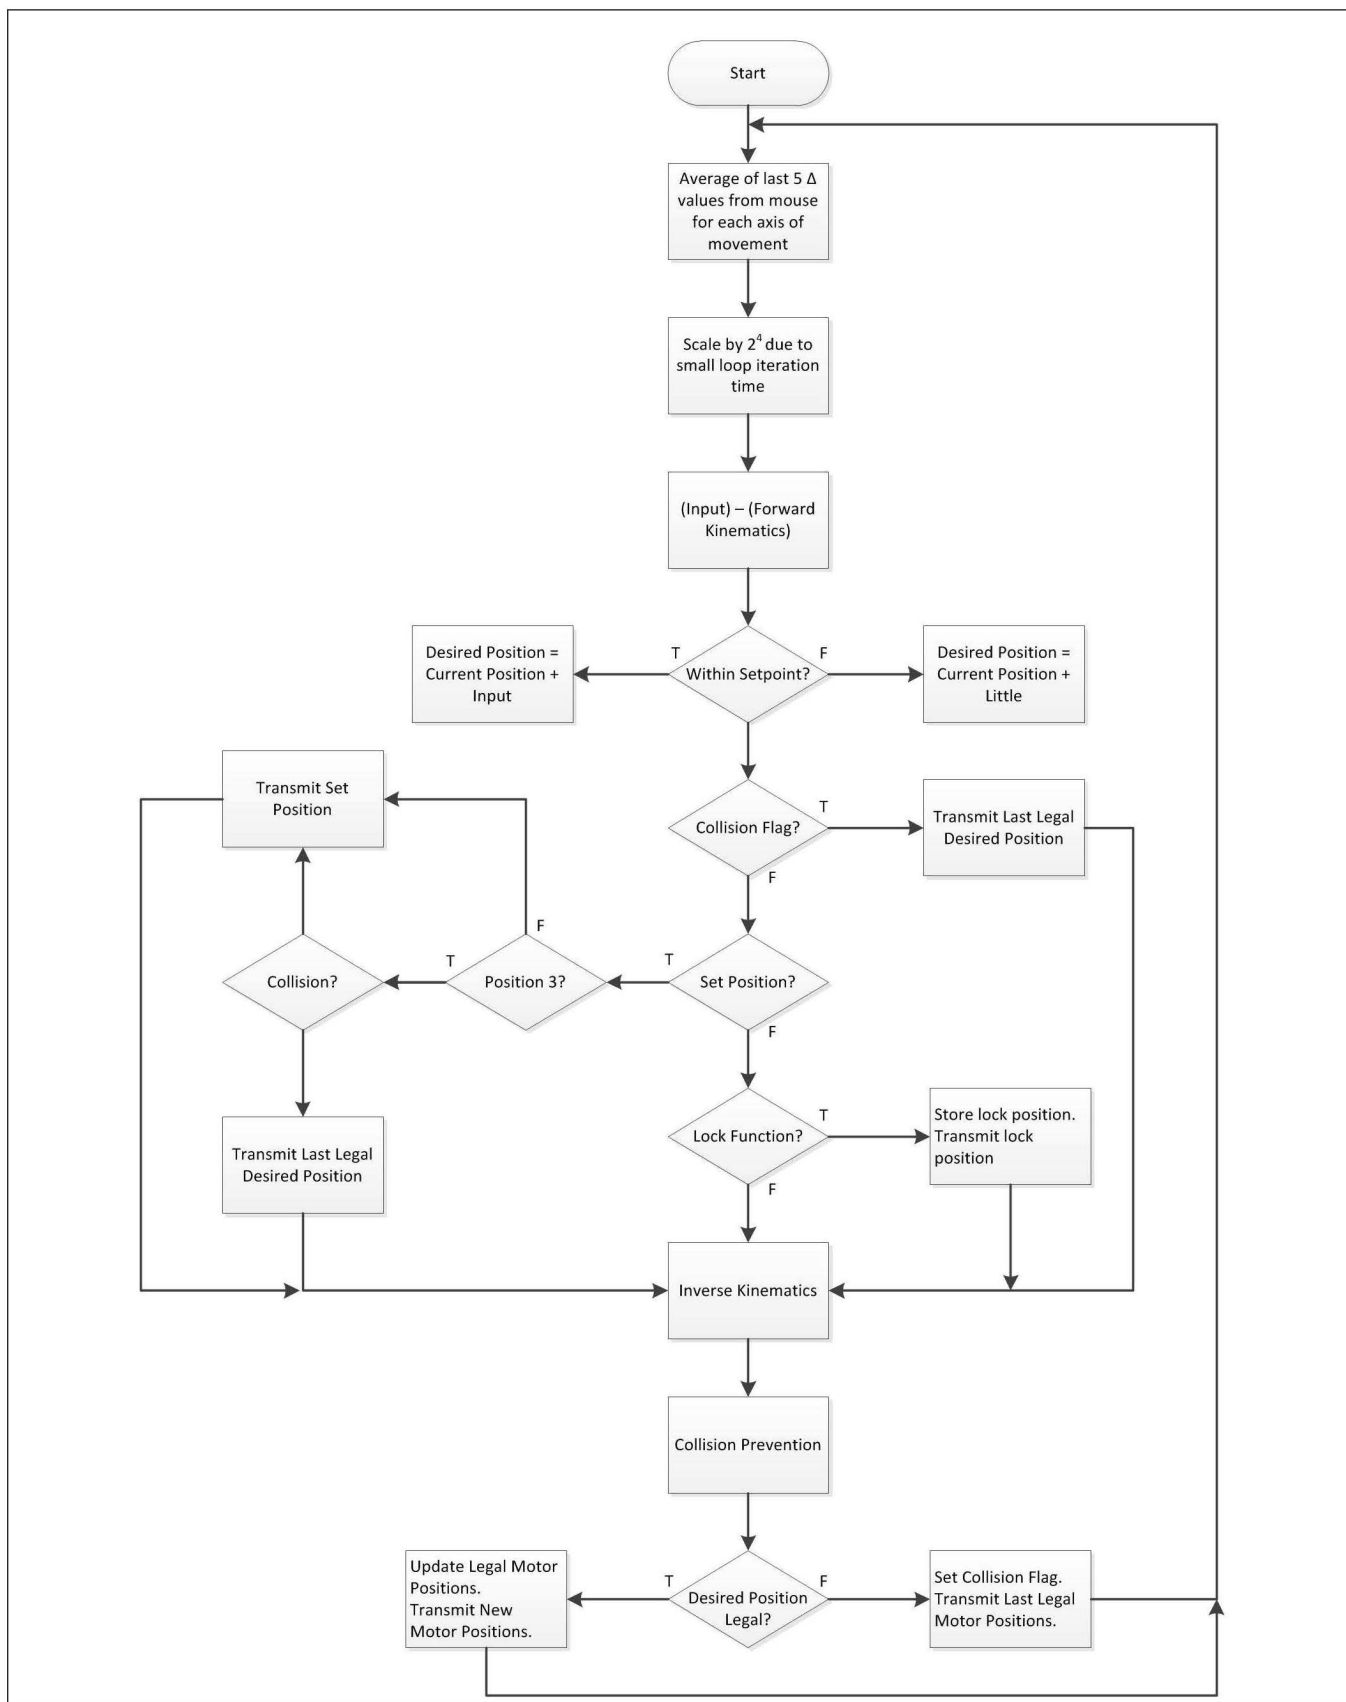 Start
Average of last 5 Δ
values from mouse
for each axis of
movement
Scale by 2⁴ due to
small loop iteration
time
(Input) – (Forward
Kinematics)
Desired Position =
Current Position +
Input
T
Within Setpoint?
F
Desired Position =
Current Position +
Little
Transmit Set
Position
Collision Flag?
T
Transmit Last Legal
Desired Position
F
Collision?
T
Position 3?
F
T
Set Position?
F
Transmit Last Legal
Desired Position
Lock Function?
T
Store lock position.
Transmit lock
position
F
Inverse Kinematics
Collision Prevention
Update Legal Motor
Positions.
Transmit New
Motor Positions.
T
Desired Position
Legal?
F
Set Collision Flag.
Transmit Last Legal
Motor Positions.